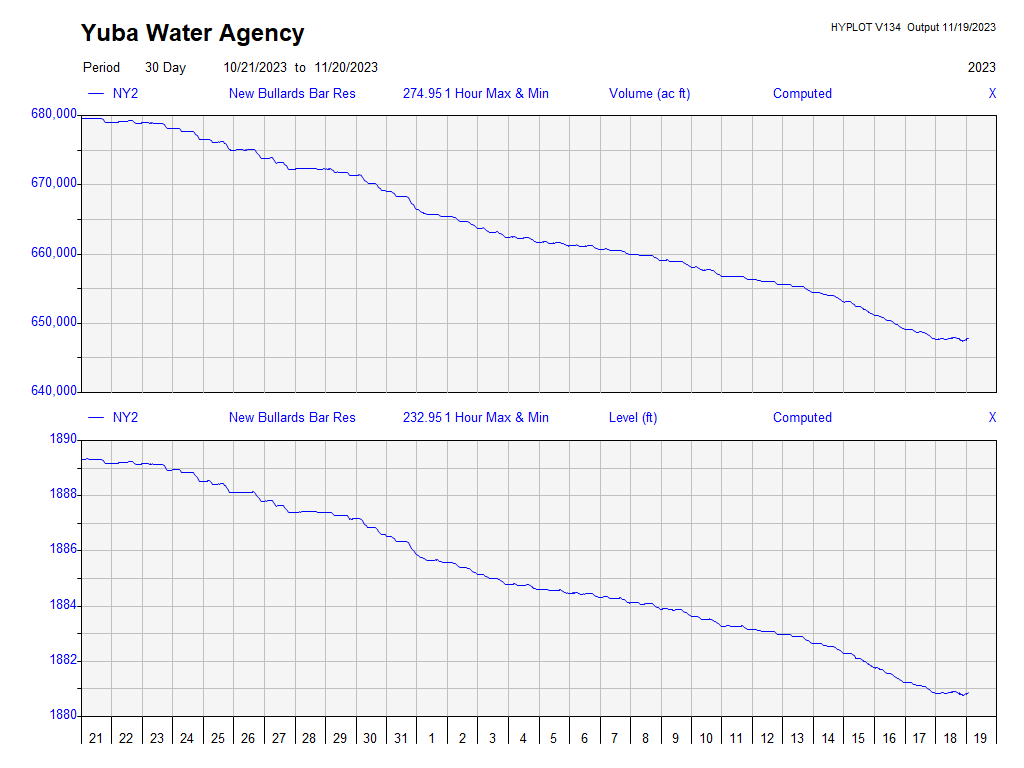 Yuba Water Agency
HYPLOT V134 Output 11/19/2023
Period 30 Day 10/21/2023 to 11/20/2023 2023
NY2 New Bullards Bar Res 274.95 1 Hour Max & Min Volume (ac ft) Computed X
680,000
670,000
660,000
650,000
640,000
NY2 New Bullards Bar Res 232.95 1 Hour Max & Min Level (ft) Computed X
1890
1888
1886
1884
1882
1880
21 22 23 24 25 26 27 28 29 30 31 1 2 3 4 5 6 7 8 9 10 11 12 13 14 15 16 17 18 19